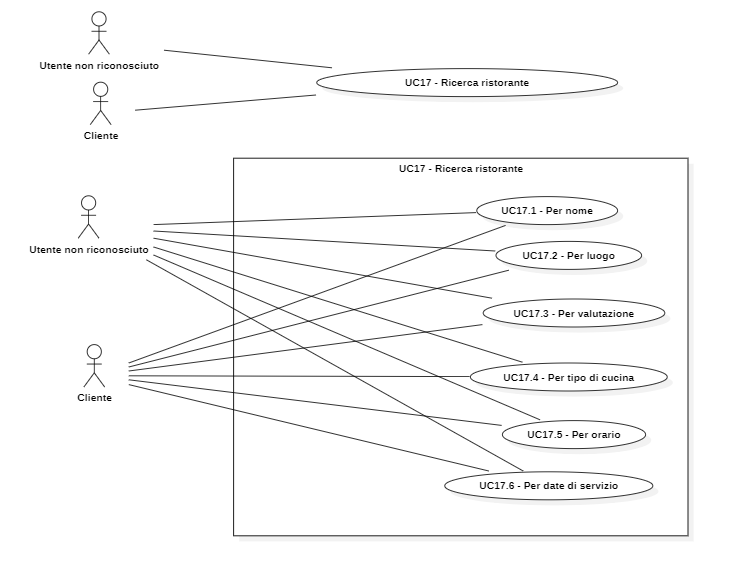 Utente non riconosciuto
UC17 - Ricerca ristorante
Cliente
UC17 - Ricerca ristorante
UC17.1 - Per nome
Utente non riconosciuto
UC17.2 - Per luogo
UC17.3 - Per valutazione
UC17.4 - Per tipo di cucina
Cliente
UC17.5 - Per orario
UC17.6 - Per date di servizio